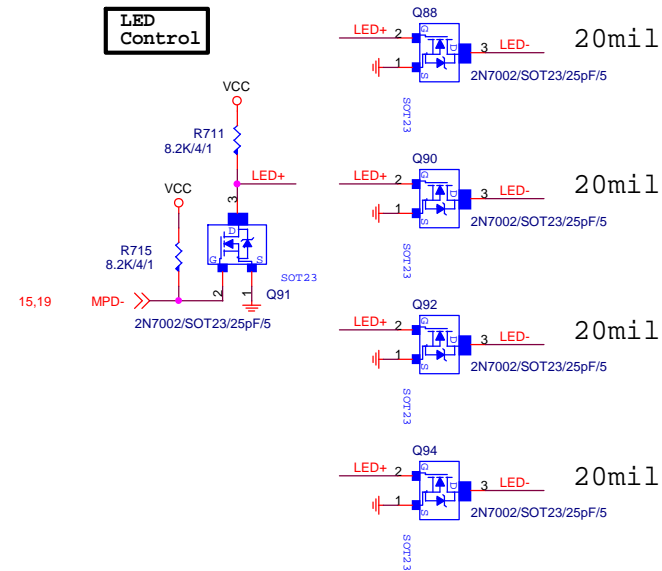 LED
Control
VCC
R711
8.2K/4/1
LED+
VCC
R715
8.2K/4/1
3
D
G
S
SOT23
2
1
Q91
15,19
MPD-
2N7002/SOT23/25pF/5
Q88
LED+
2
G
D
3
LED-
20mil
1
S
2N7002/SOT23/25pF/5
SOT23
Q90
LED+
2
G
D
3
LED-
20mil
1
S
2N7002/SOT23/25pF/5
SOT23
Q92
LED+
2
G
D
3
LED-
20mil
1
S
2N7002/SOT23/25pF/5
SOT23
Q94
LED+
2
G
D
3
LED-
20mil
1
S
2N7002/SOT23/25pF/5
SOT23